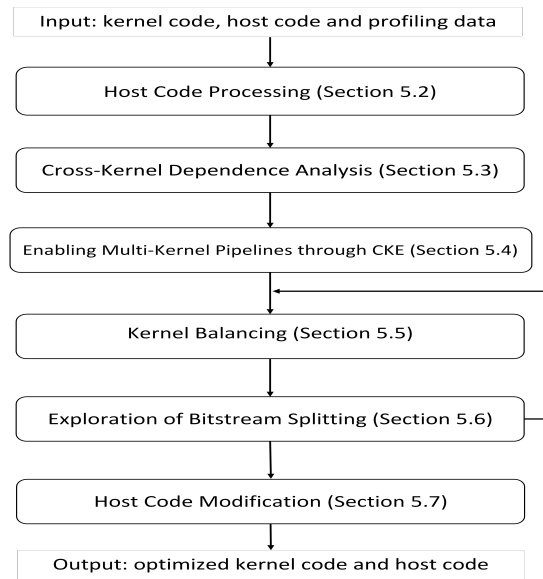 Input: kernel code, host code and profiling data
Host Code Processing (Section 5.2)
Cross-Kernel Dependence Analysis (Section 5.3)
Enabling Multi-Kernel Pipelines through CKE (Section 5.4)
Kernel Balancing (Section 5.5)
Exploration of Bitstream Splitting (Section 5.6)
Host Code Modification (Section 5.7)
Output: optimized kernel code and host code